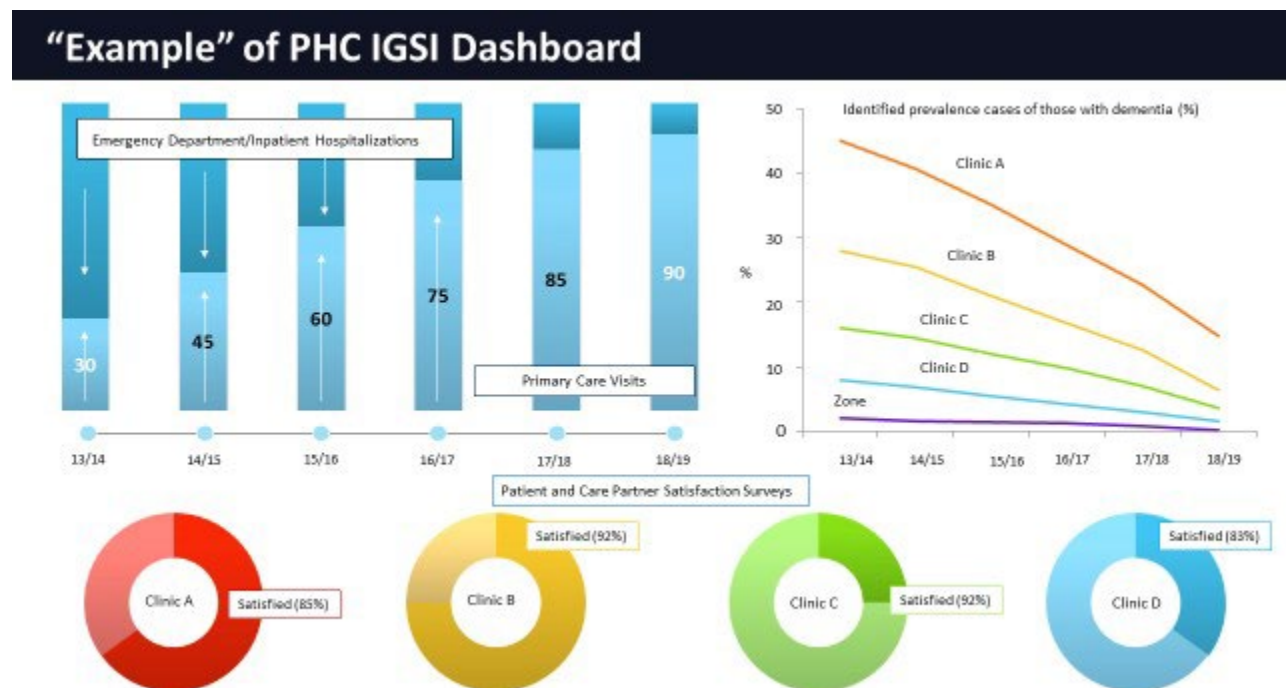 “Example” of PHC IGSI Dashboard
Emergency Department/Inpatient Hospitalizations
30
45
60
75
85
90
Primary Care Visits
13/14
14/15
15/16
16/17
17/18
18/19
Identified prevalence cases of those with dementia (%)
50
40
30
20
10
0
%
Clinic A
Clinic B
Clinic C
Clinic D
Zone
13/14
14/15
15/16
16/17
17/18
18/19
Patient and Care Partner Satisfaction Surveys
Clinic A
Satisfied (85%)
Clinic B
Satisfied (92%)
Clinic C
Satisfied (92%)
Clinic D
Satisfied (83%)